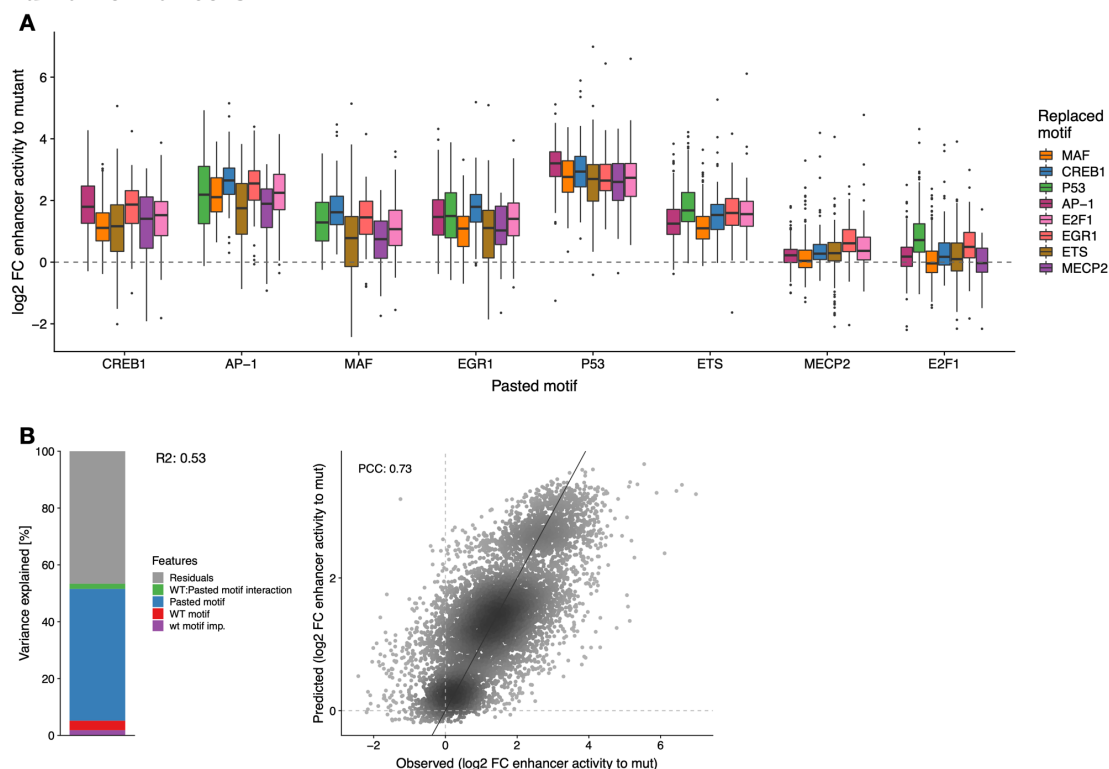 A
log2 FC enhancer activity to mutant
6
4
2
0
−2
CREB1 AP−1 MAF EGR1 P53 ETS MECP2 E2F1
Pasted motif
Replaced
motif
MAF
CREB1
P53
AP−1
E2F1
EGR1
ETS
MECP2
B
Variance explained [%]
100
80
60
40
20
0
R2: 0.53
Features
Residuals
WT:Pasted motif interaction
Pasted motif
WT motif
wt motif imp.
PCC: 0.73
Predicted (log2 FC enhancer activity to mut)
2
0
−2 0 2 4 6
Observed (log2 FC enhancer activity to mut)